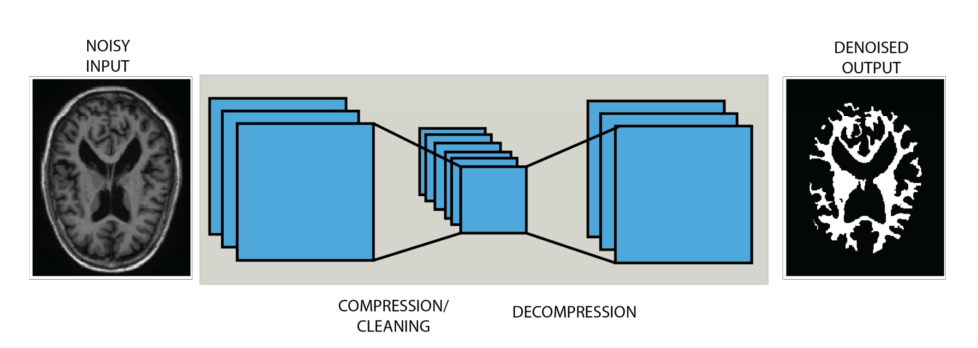 NOISY
INPUT
DENOISED
OUTPUT
COMPRESSION/
CLEANING
DECOMPRESSION